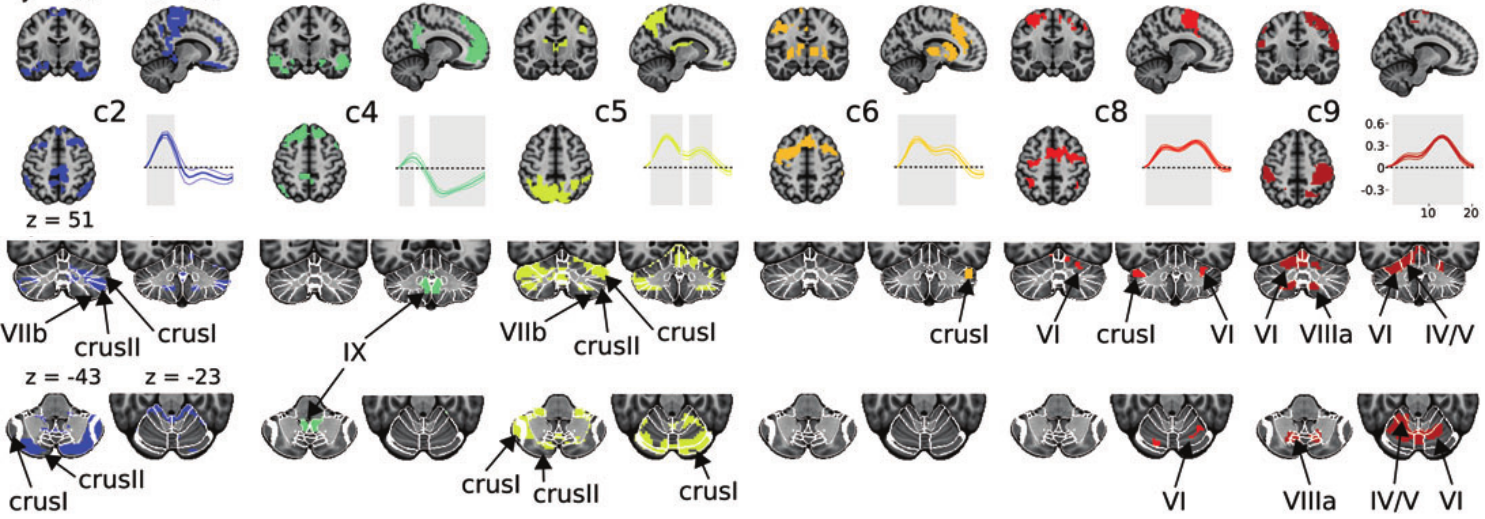 c2 c4 c5 c6 c8 c9
0.6
0.3
0
-0.3
10 20
z = 51
VIIb crusII crusI
IX
VIIb crusII crusI
crusI
VI crusI VI
VI VIIIa VI IV/V
z = -43 z = -23
crusI crusII
crusI crusII crusI
VI
VIIIa IV/V VI